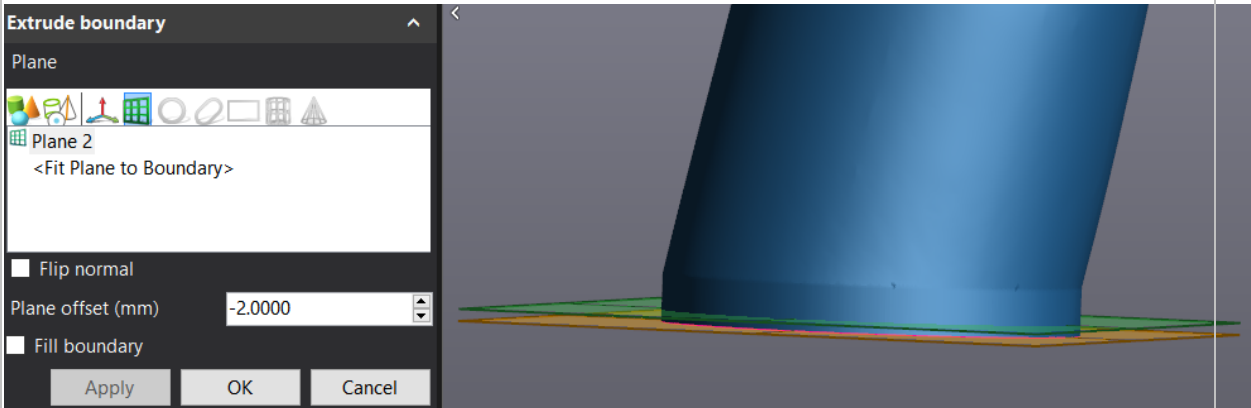 Extrude boundary
Plane
Plane 2
<Fit Plane to Boundary>
Flip normal
Plane offset (mm) -2.0000
Fill boundary
Apply OK Cancel